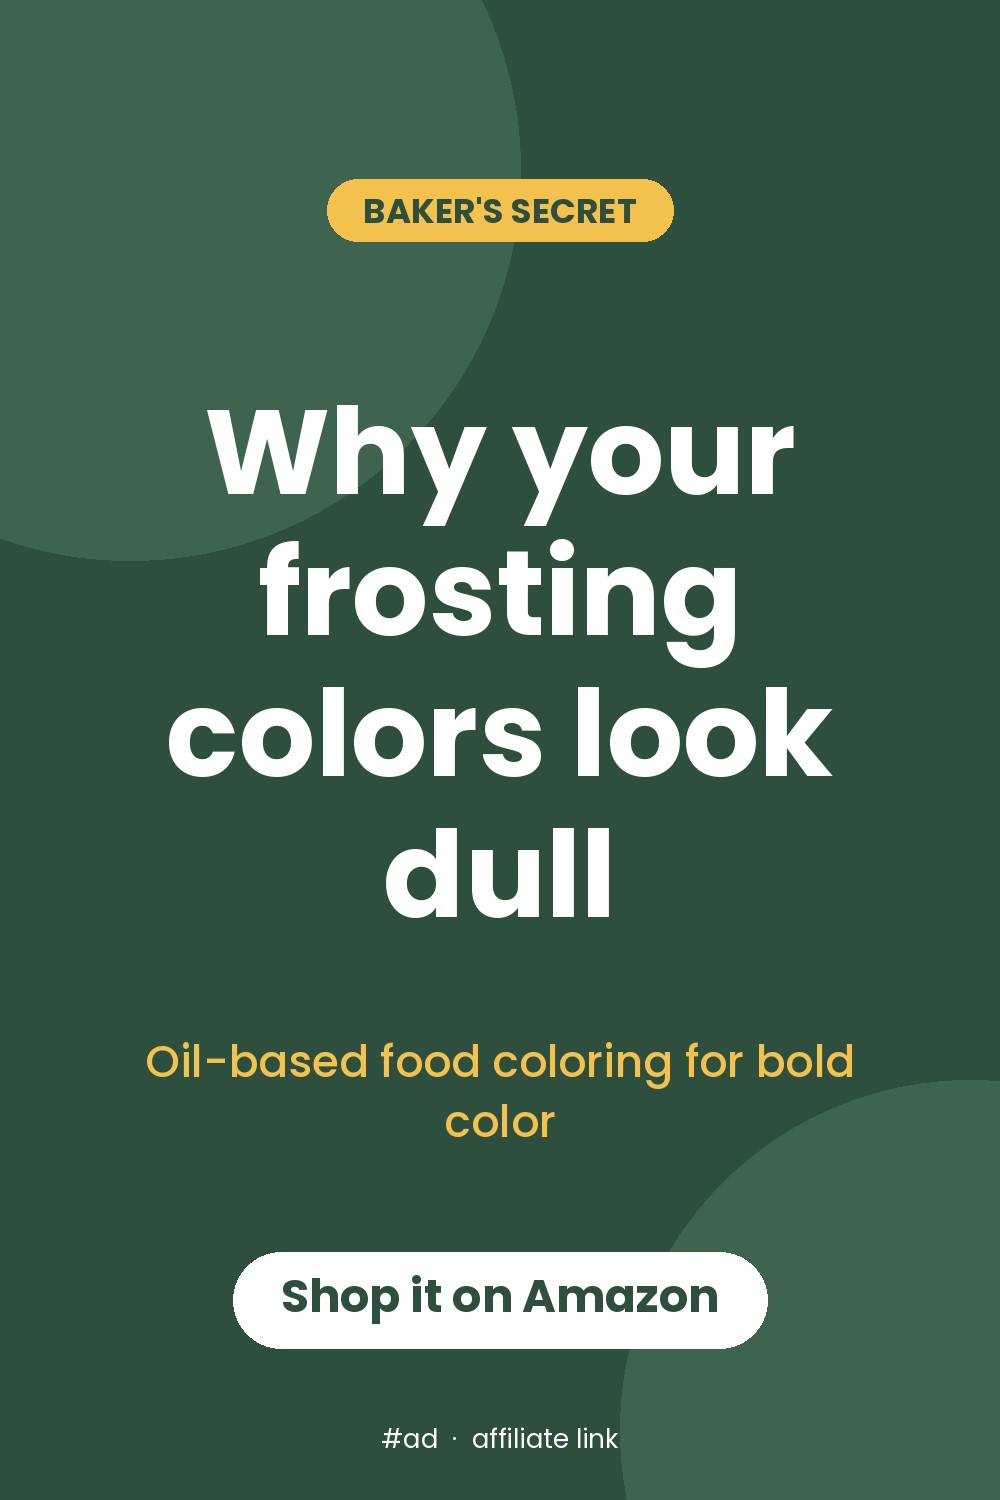 BAKER'S SECRET
Why your
frosting
colors look
dull
Oil-based food coloring for bold
color
Shop it on Amazon
#ad · affiliate link